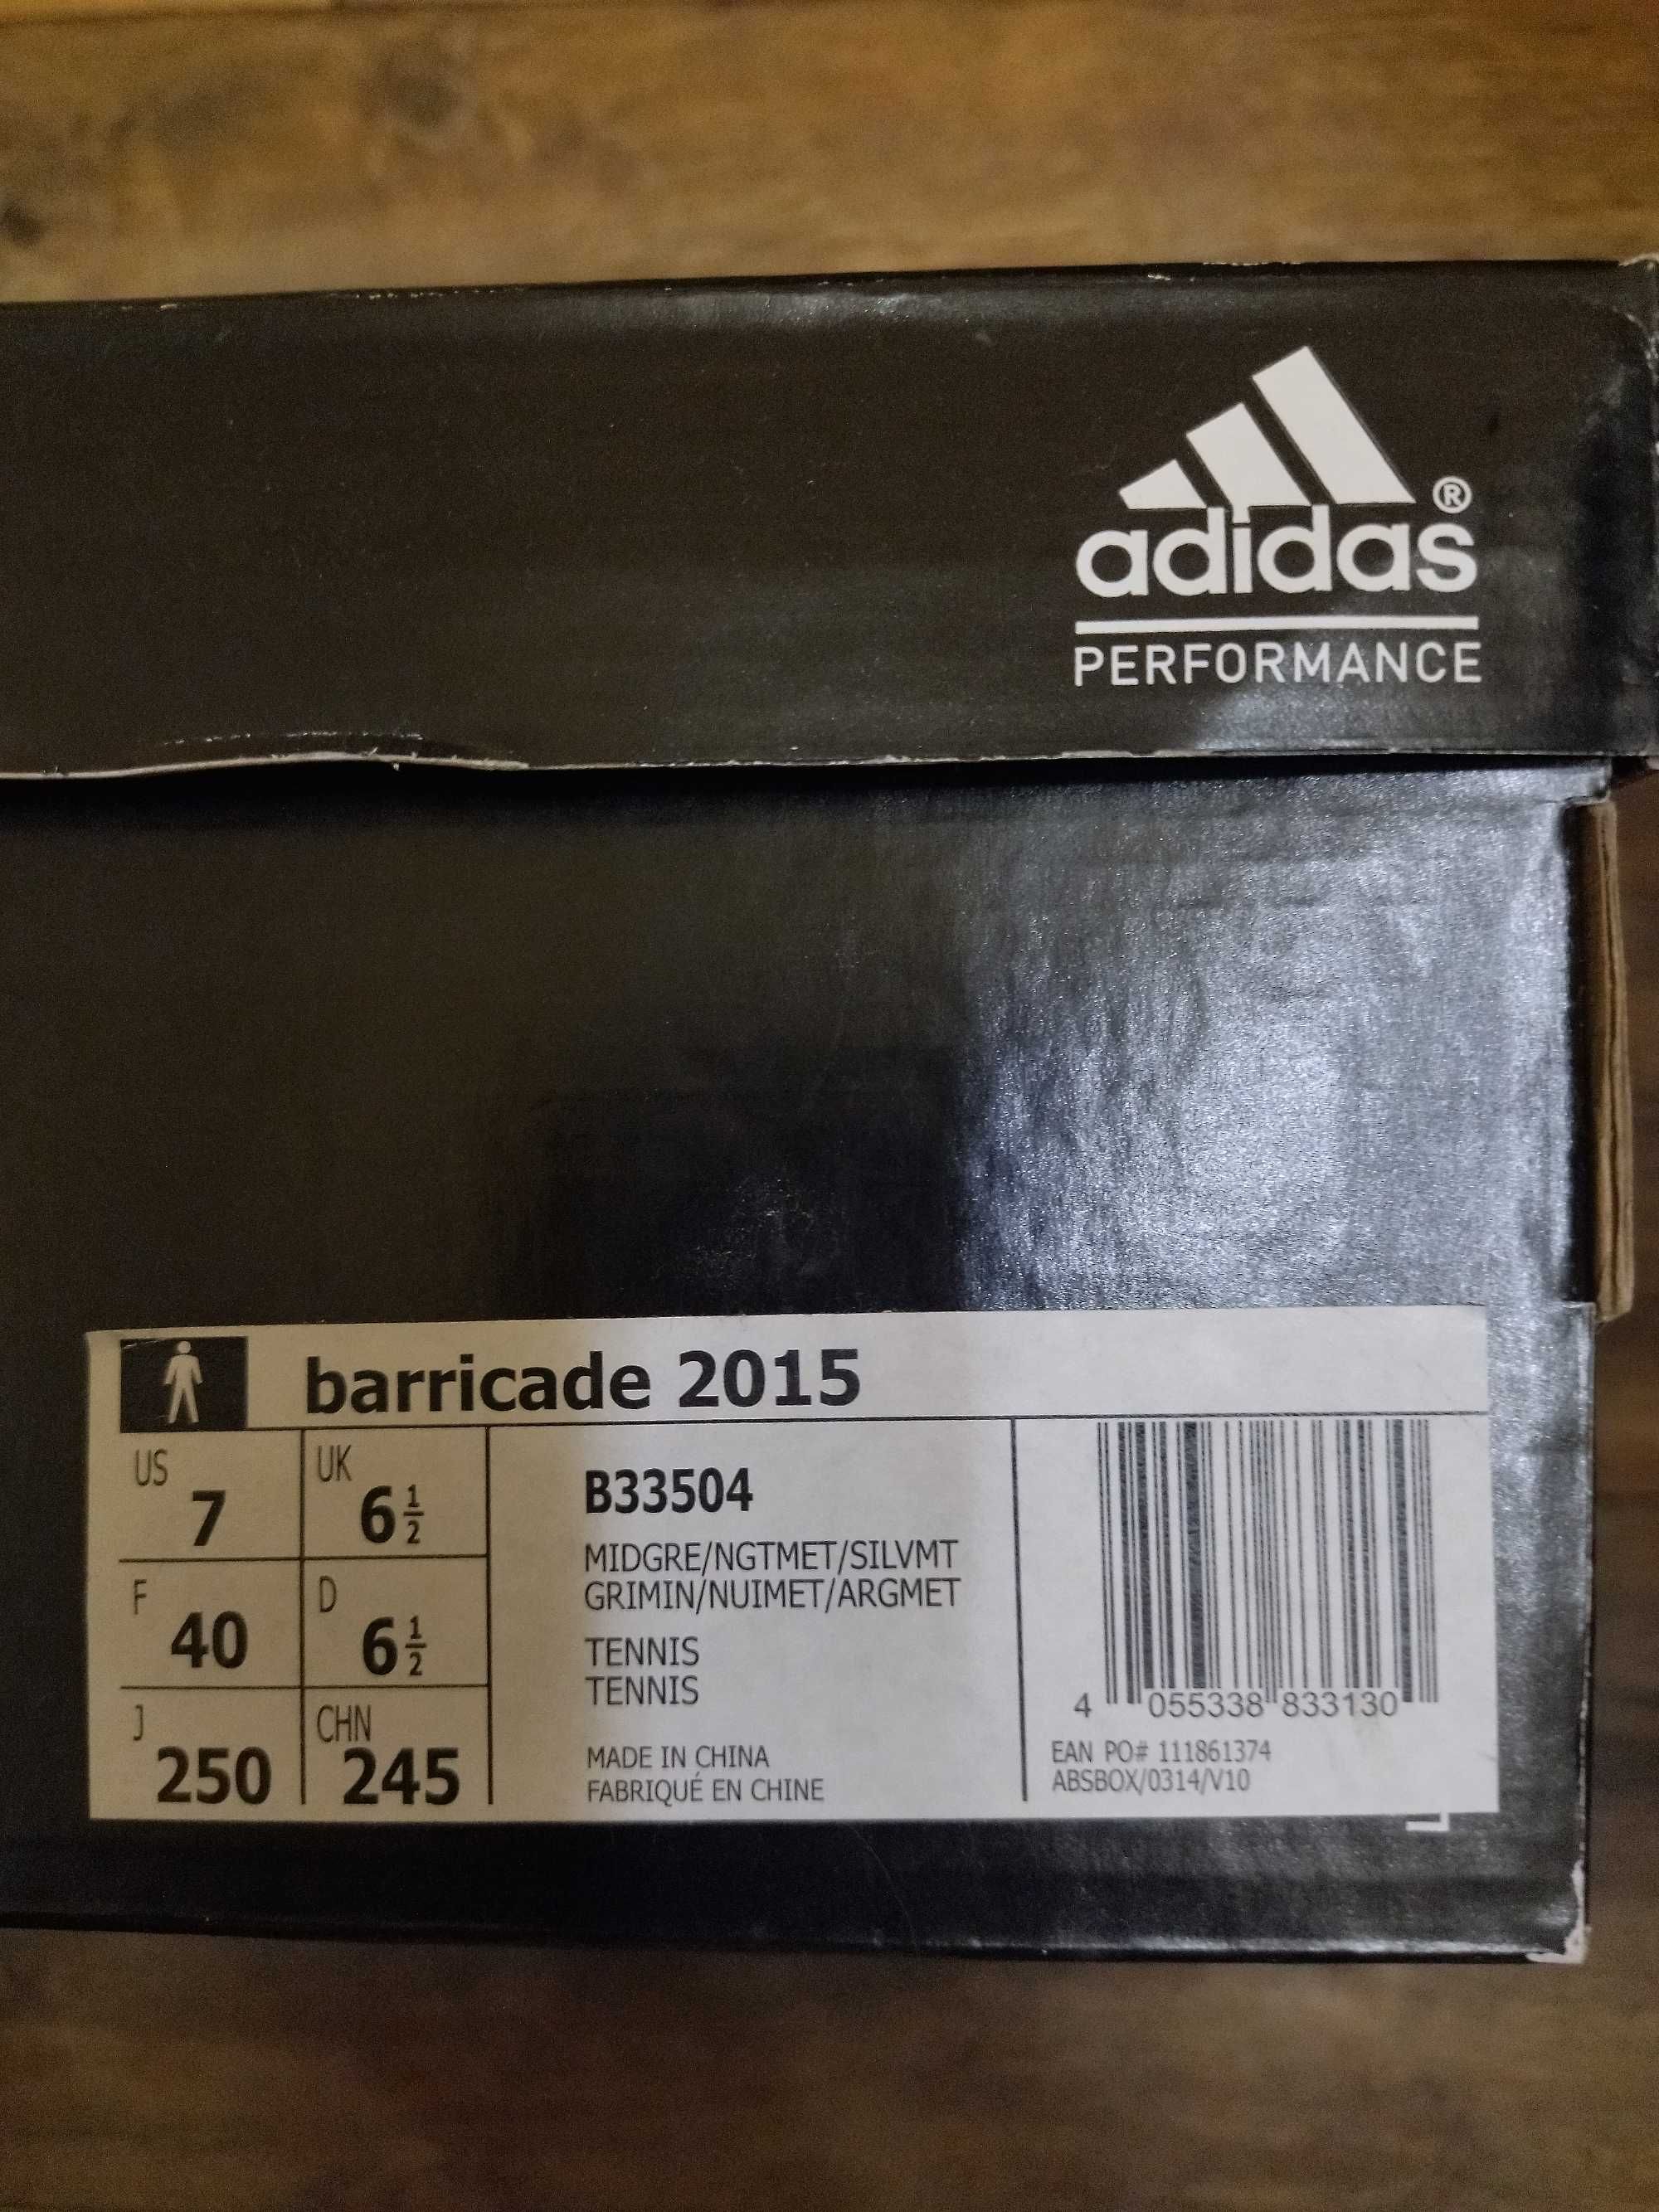 adidas®
PERFORMANCE
barricade 2015
US 7
UK 6½
F 40
D 6½
J 250
CHN 245
B33504
MIDGRE/NGTMET/SILVMT
GRIMIN/NUIMET/ARGMET
TENNIS
TENNIS
MADE IN CHINA
FABRIQUÉ EN CHINE
4 055338 833130
EAN PO# 111861374
ABSBOX/0314/V10